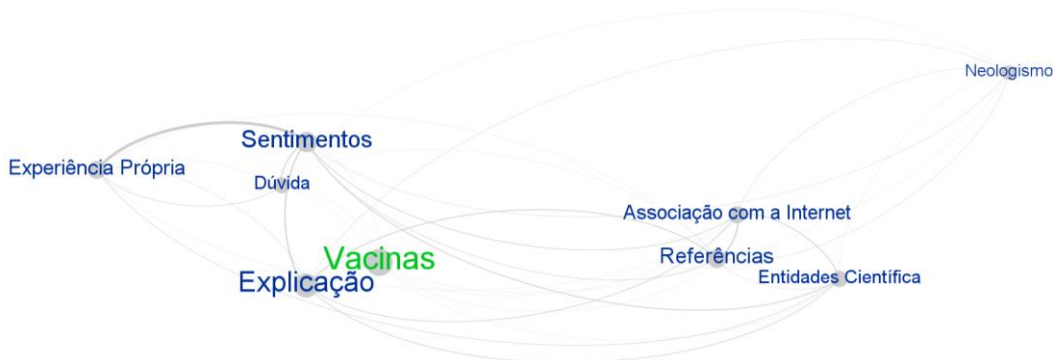 Neologismo
Sentimentos
Experiência Própria
Dúvida
Associação com a Internet
Vacinas
Referências
Explicação
Entidades Científica